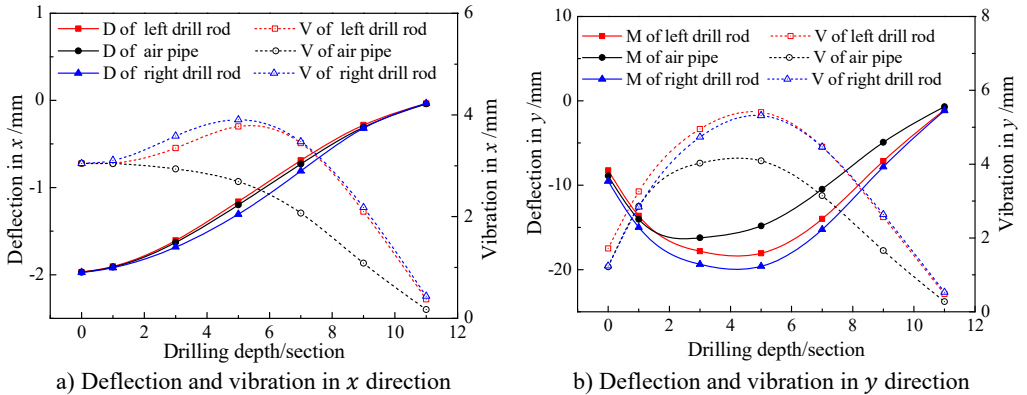 D of left drill rod
D of air pipe
D of right drill rod
V of left drill rod
V of air pipe
V of right drill rod
1
0
-1
-2
Deflection in x /mm
6
5
4
3
2
1
0
Vibration in x /mm
0 2 4 6 8 10 12
Drilling depth/section
a) Deflection and vibration in x direction
M of left drill rod
M of air pipe
M of right drill rod
V of left drill rod
V of air pipe
V of right drill rod
10
0
-10
-20
Deflection in y /mm
8
6
4
2
0
Vibration in y /mm
0 2 4 6 8 10 12
Drilling depth/section
b) Deflection and vibration in y direction